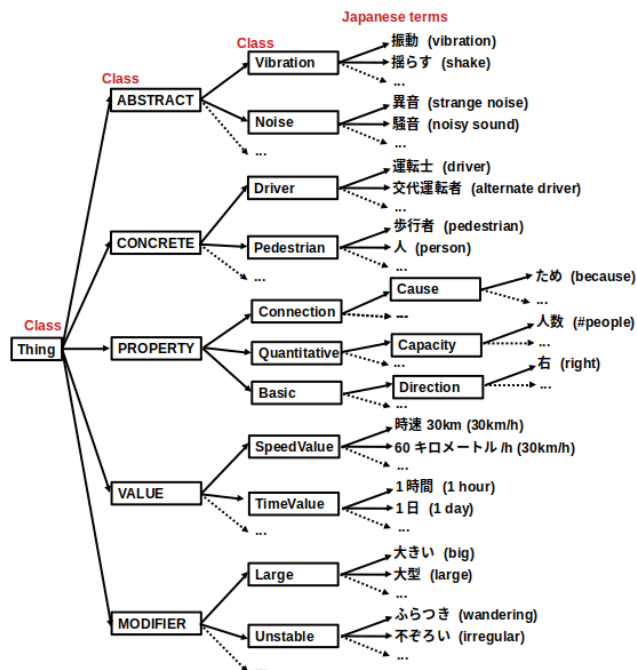 Japanese terms
Class
振動 (vibration)
Vibration
揺らす (shake)
...
Class
ABSTRACT
異音 (strange noise)
Noise
騒音 (noisy sound)
...
...
運転士 (driver)
Driver
交代運転者 (alternate driver)
...
歩行者 (pedestrian)
CONCRETE
Pedestrian
人 (person)
...
...
ため (because)
Cause
...
Connection
...
Class
人数 (#people)
Thing
PROPERTY
Quantitative
Capacity
...
...
右 (right)
Basic
Direction
...
...
時速 30km (30km/h)
SpeedValue
60 キロメートル /h (30km/h)
...
VALUE
1 時間 (1 hour)
TimeValue
1 日 (1 day)
...
...
大きい (big)
Large
大型 (large)
...
MODIFIER
ふらつき (wandering)
Unstable
不ぞろい (irregular)
...
...